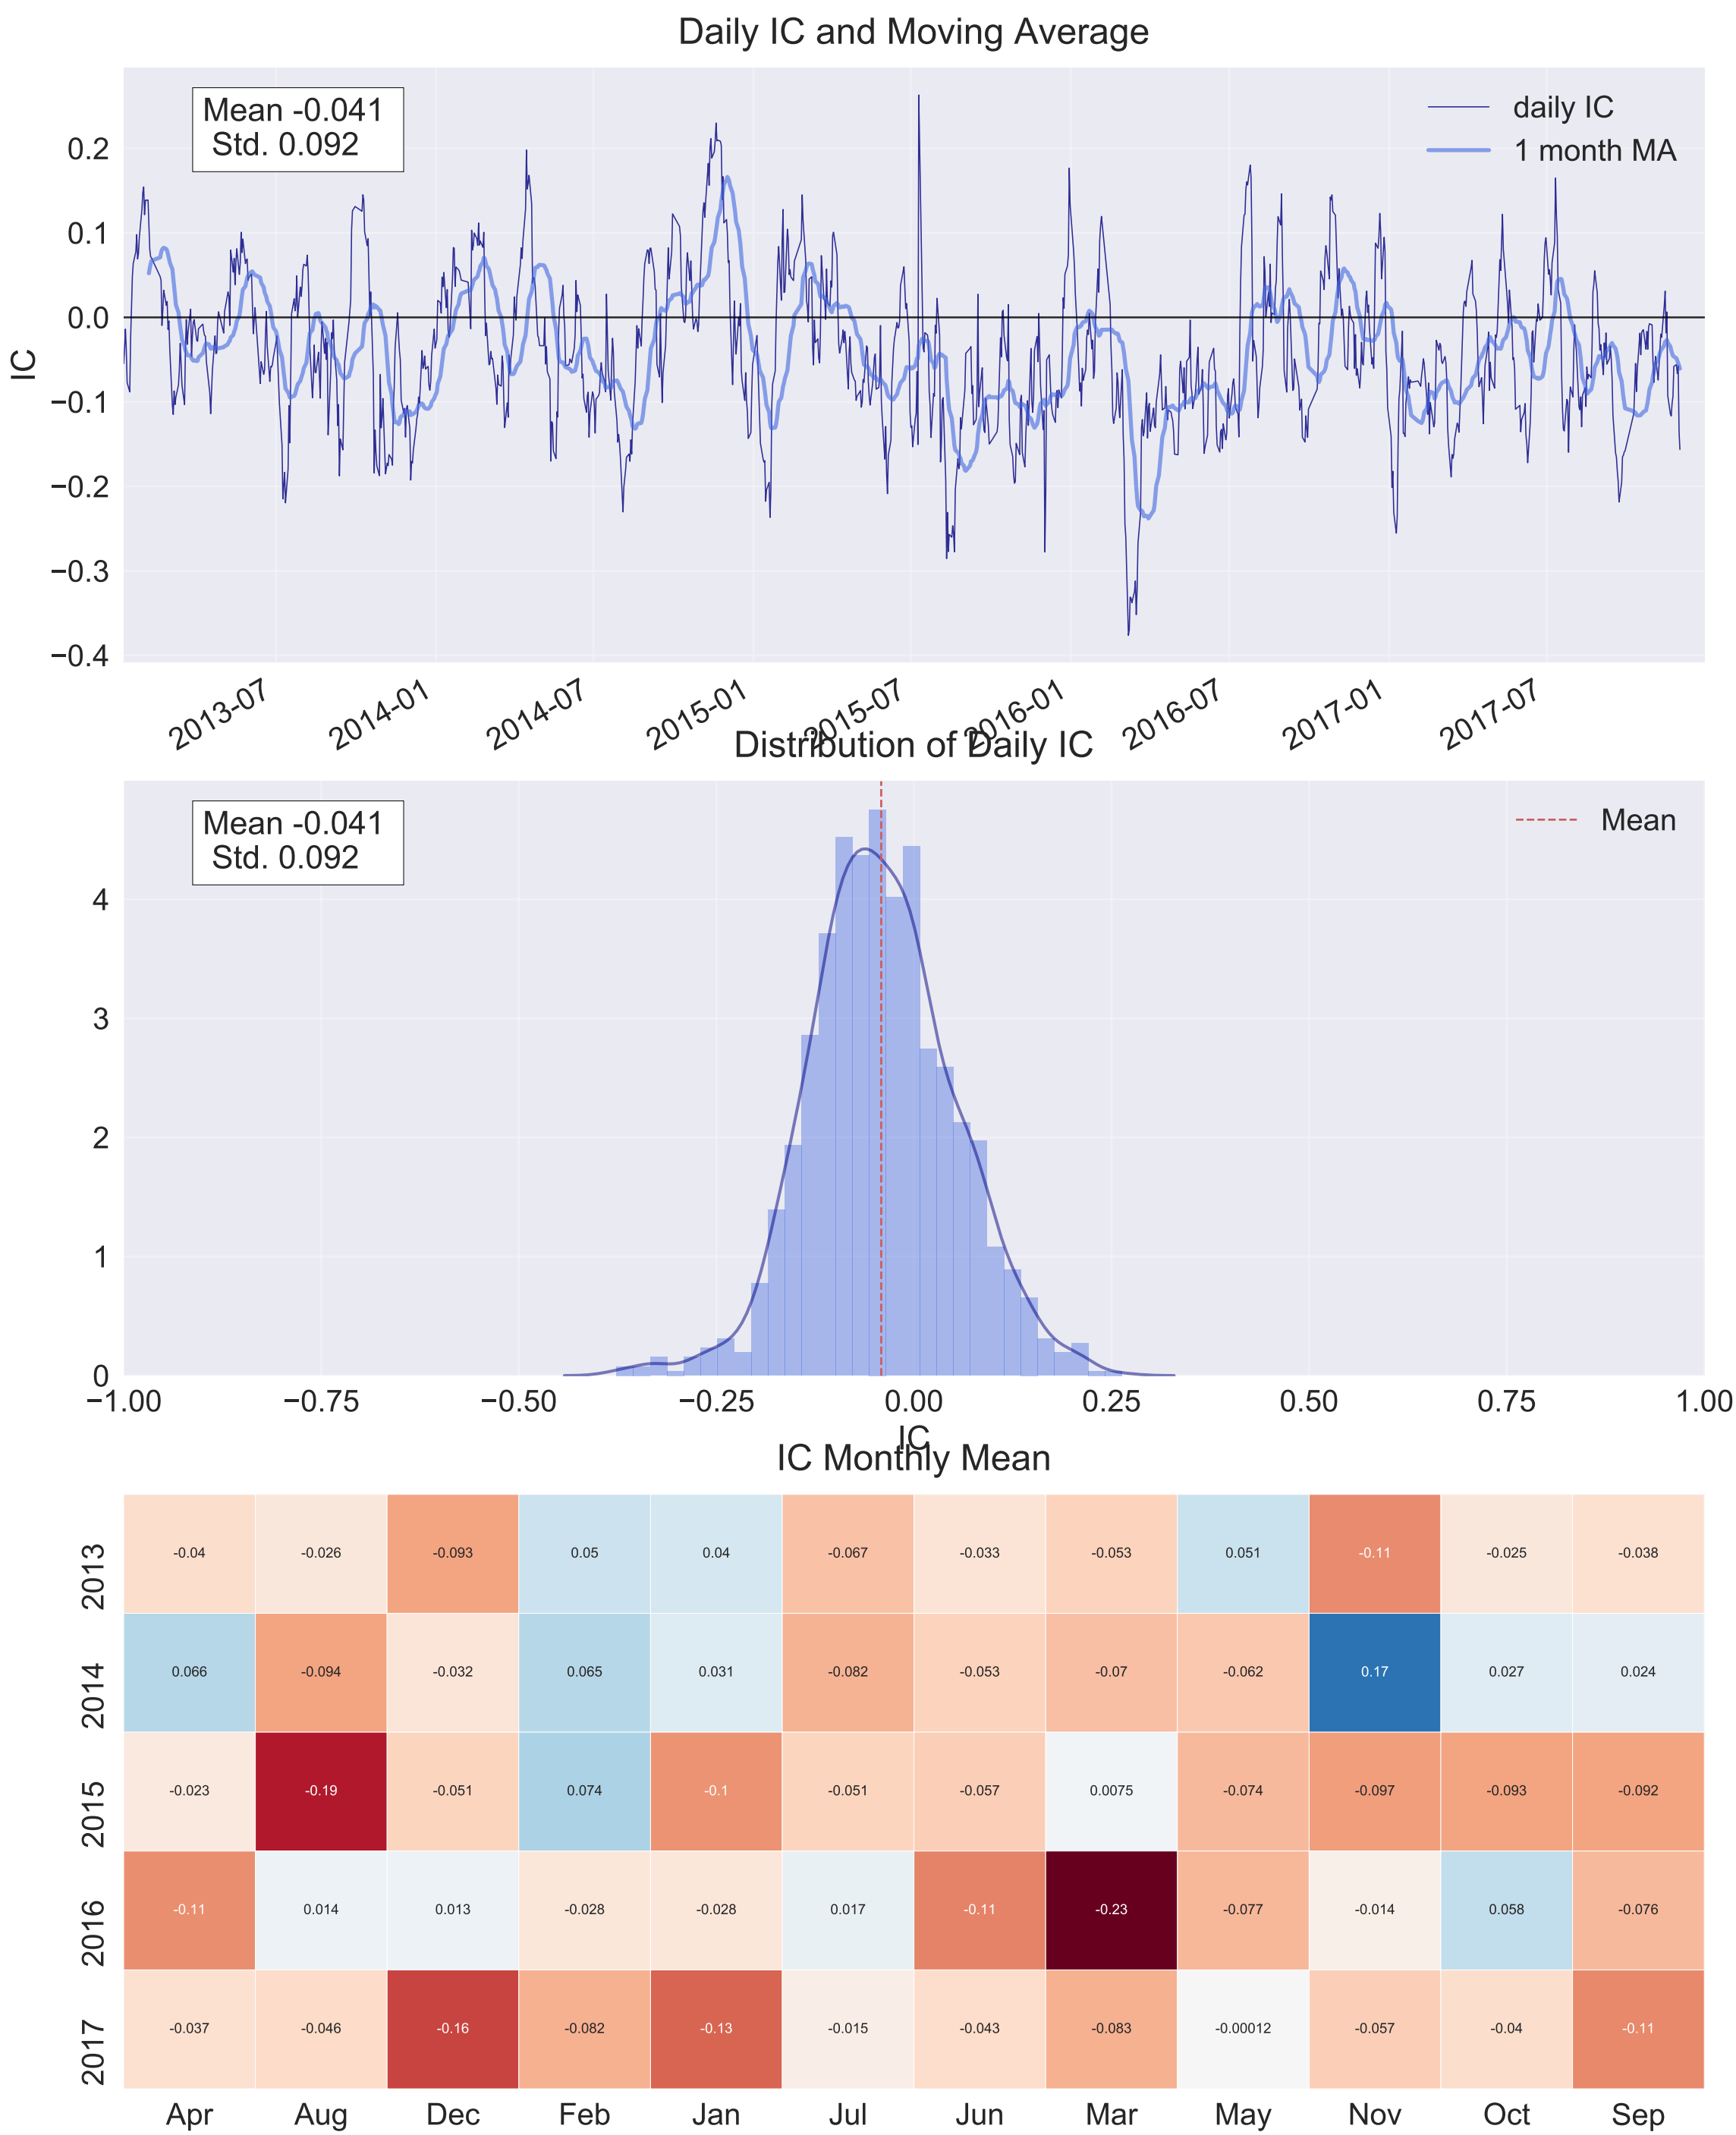 Daily IC and Moving Average
Mean -0.041
Std. 0.092
daily IC
1 month MA
IC
0.2
0.1
0.0
−0.1
−0.2
−0.3
−0.4
2013-07
2014-01
2014-07
2015-01
2015-07
2016-01
2016-07
2017-01
2017-07
Distribution of Daily IC
Mean -0.041
Std. 0.092
Mean
4
3
2
1
0
−1.00 −0.75 −0.50 −0.25 0.00 0.25 0.50 0.75 1.00
IC
IC Monthly Mean
2013 -0.04 -0.026 -0.093 0.05 0.04 -0.067 -0.033 -0.053 0.051 -0.11 -0.025 -0.038
2014 0.066 -0.094 -0.032 0.065 0.031 -0.082 -0.053 -0.07 -0.062 0.17 0.027 0.024
2015 -0.023 -0.19 -0.051 0.074 -0.1 -0.051 -0.057 0.0075 -0.074 -0.097 -0.093 -0.092
2016 -0.11 0.014 0.013 -0.028 -0.028 0.017 -0.11 -0.23 -0.077 -0.014 0.058 -0.076
2017 -0.037 -0.046 -0.16 -0.082 -0.13 -0.015 -0.043 -0.083 -0.00012 -0.057 -0.04 -0.11
Apr Aug Dec Feb Jan Jul Jun Mar May Nov Oct Sep